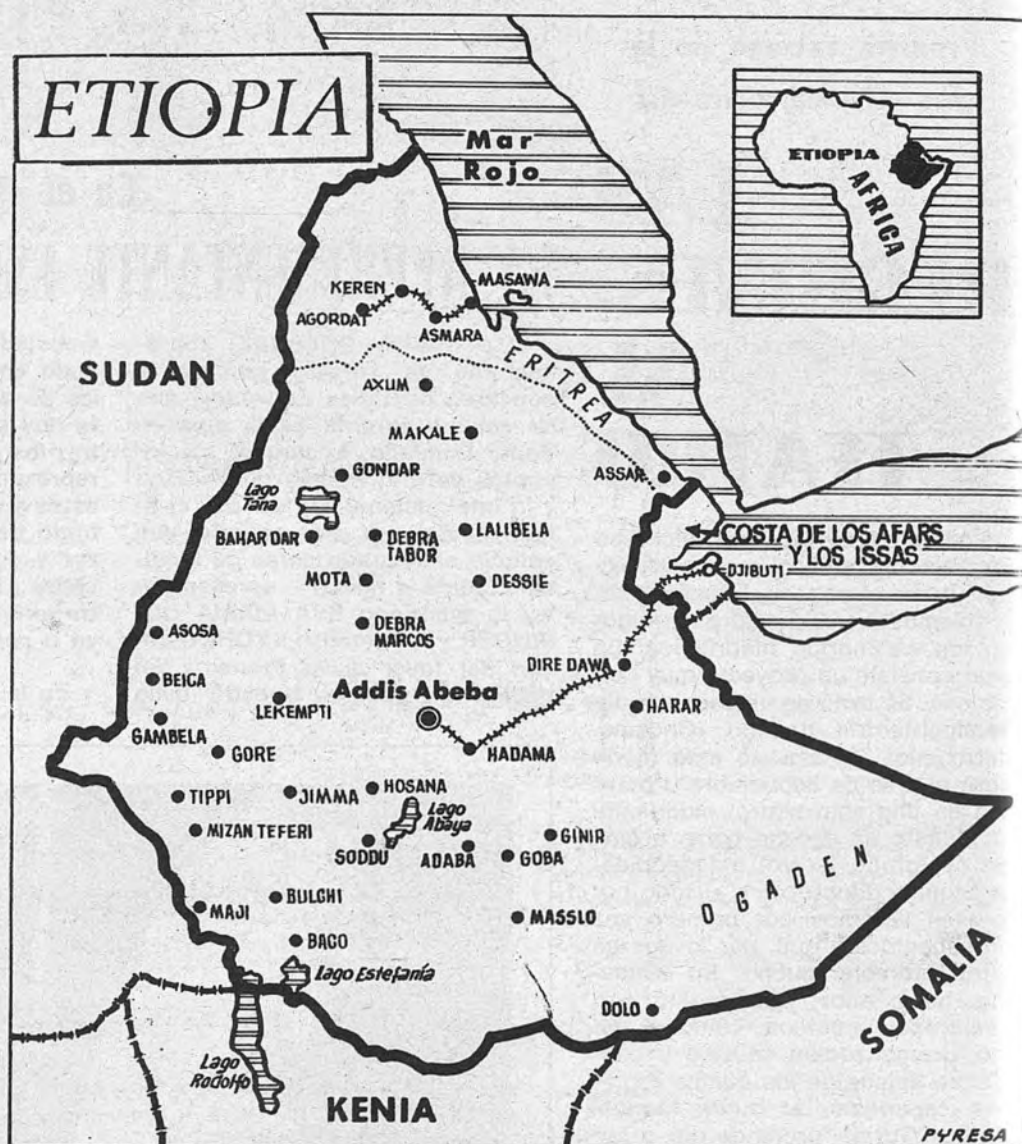 ETIOPIA
Mar
Rojo
ETIOPIA
AFRICA
MASAWA
KEREN
AGORDAT
ASMARA
SUDAN
ERITREA
AXUM
MAKALE
ASSAB
GONDAR
Lago
Tana
LALIBELA
BAHAR DAR
DEBRA
TABOR
COSTA DE LOS AFARS
Y LOS ISSAS
DJIBUTI
MOTA
DESSIE
ASOSA
DEBRA
MARCOS
DIRE DAWA
BEICA
Addis Abeba
LEKEMPTI
HARAR
GAMBELA
GORE
HADAMA
TIPPI
JIMMA
HOSANA
Lago
Abaya
MIZAN TEFERI
SODDU
ADABA
GOBA
GINIR
OGADEN
MAJI
BULCHI
MASSLO
BACO
Lago Estefanía
DOLO
SOMALIA
Lago
Rodolfo
KENIA
PYRESA